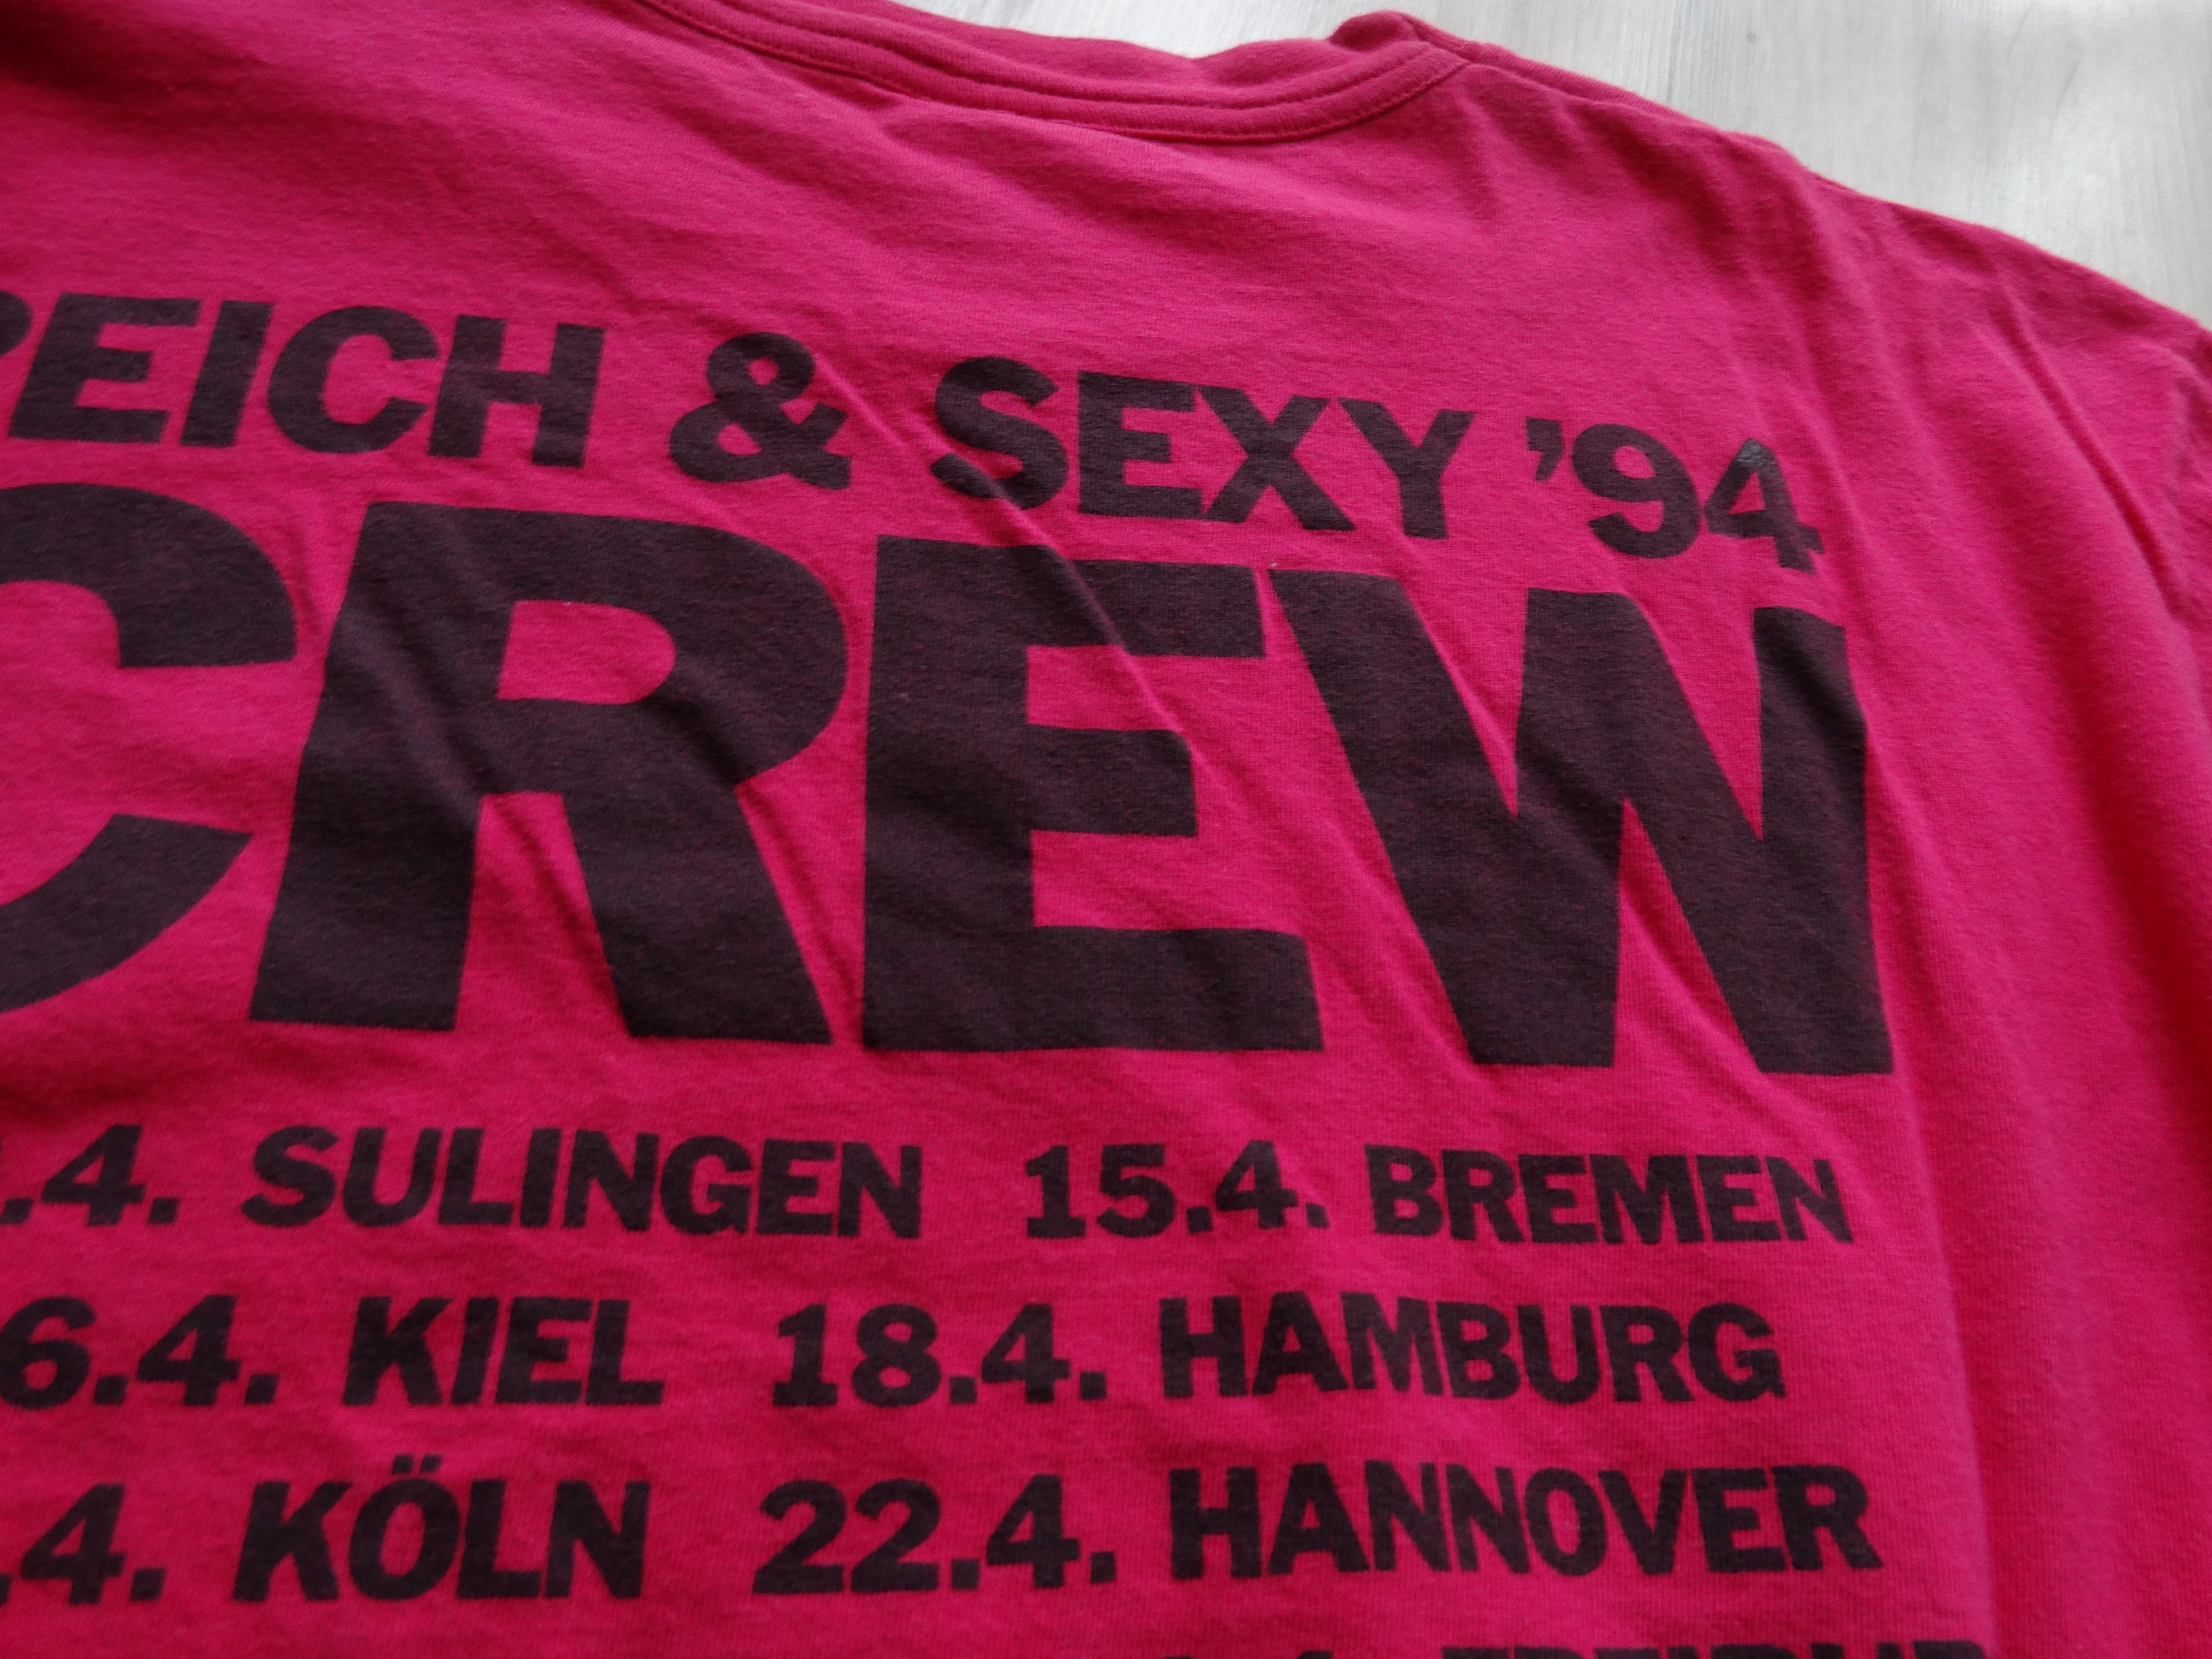 REICH & SEXY '94
CREW
.4. SULINGEN 15.4. BREMEN
6.4. KIEL 18.4. HAMBURG
.4. KÖLN 22.4. HANNOVER